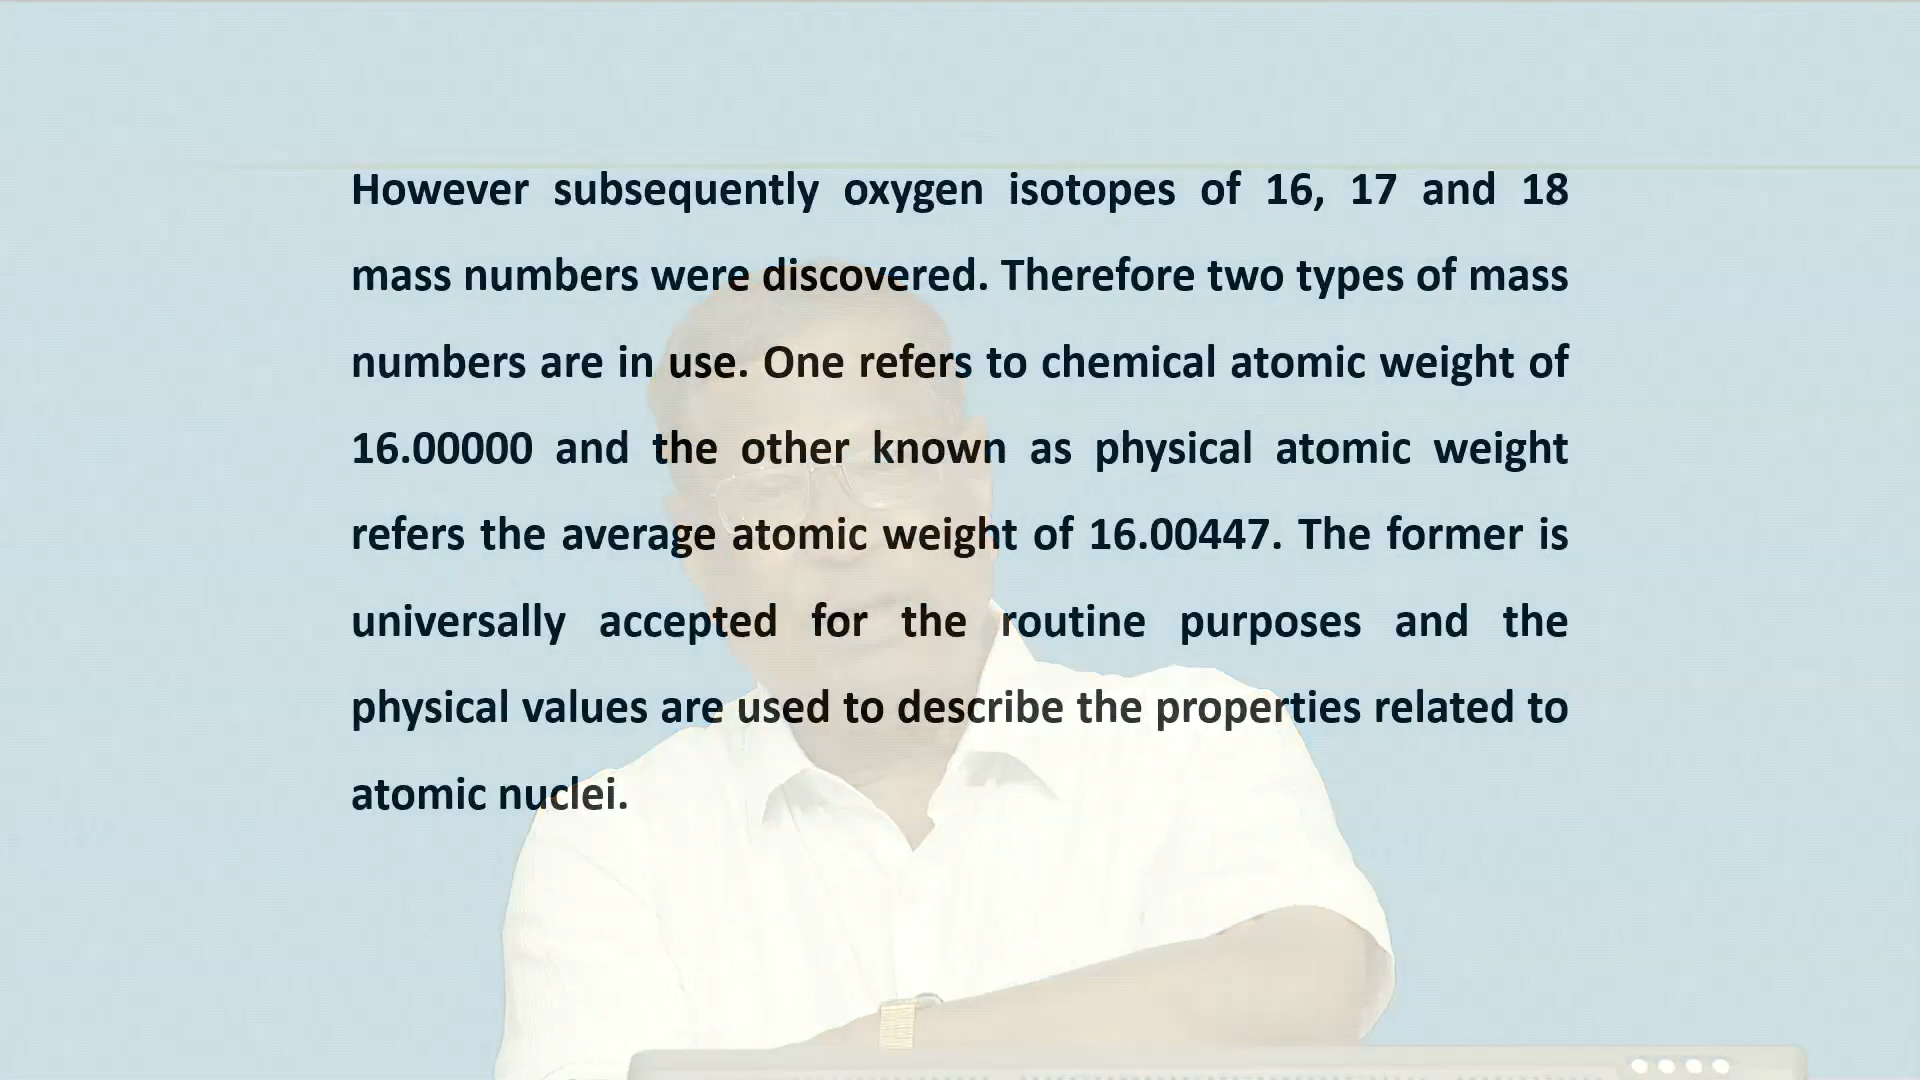 However subsequently oxygen isotopes of 16, 17 and 18
mass numbers were discovered. Therefore two types of mass
numbers are in use. One refers to chemical atomic weight of
16.00000 and the other known as physical atomic weight
refers the average atomic weight of 16.00447. The former is
universally accepted for the routine purposes and the
physical values are used to describe the properties related to
atomic nuclei.